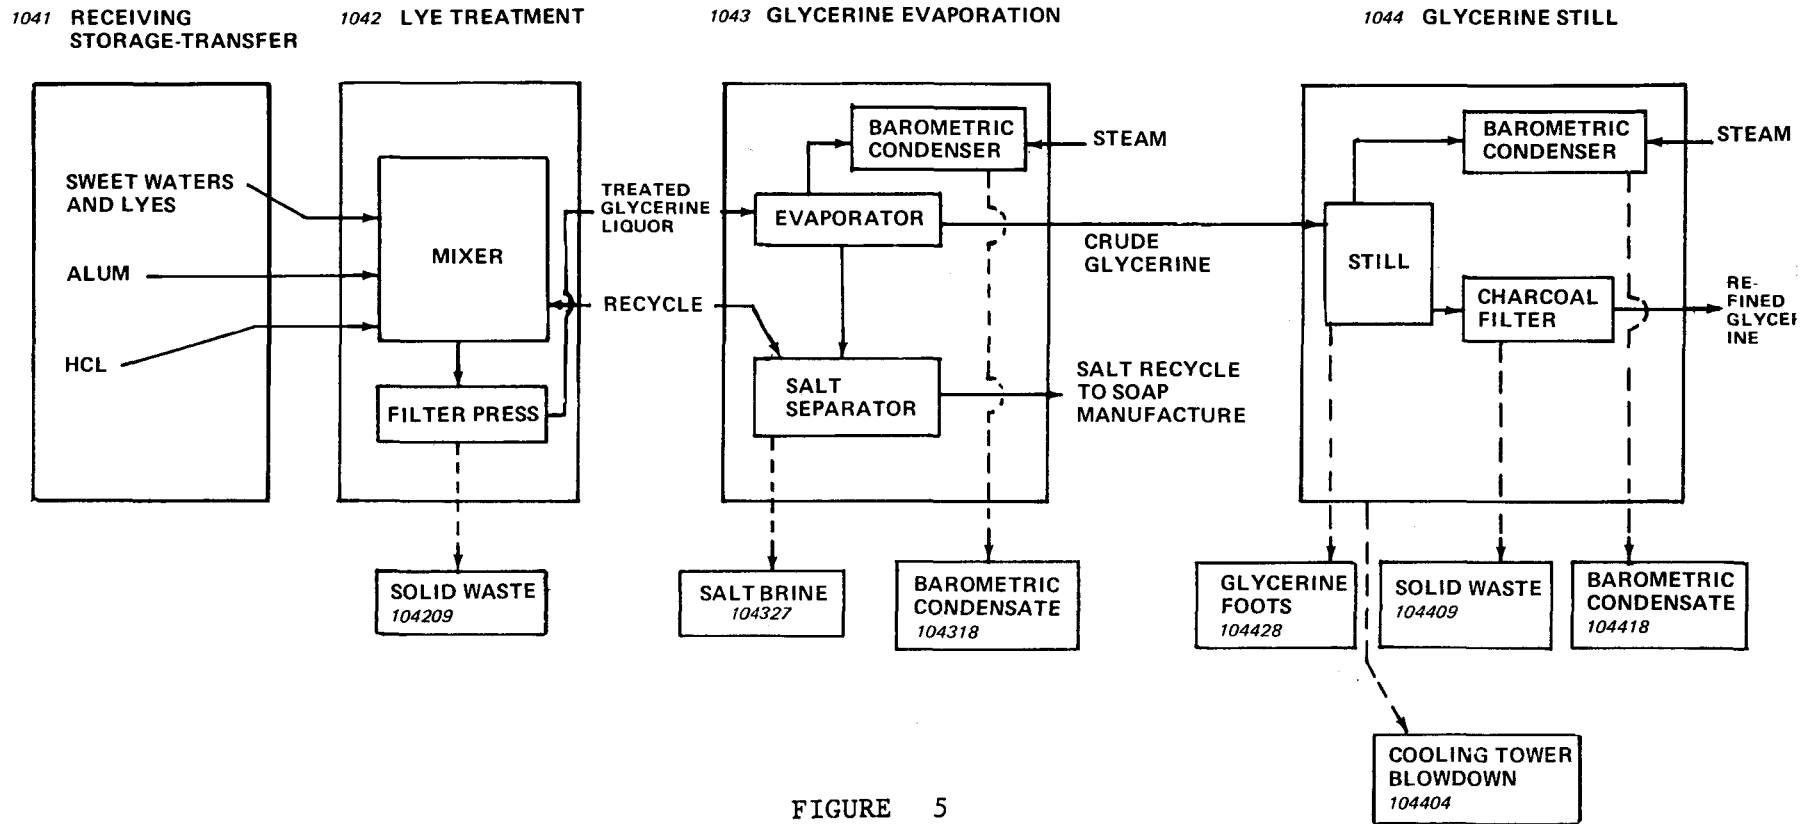 1041 RECEIVING
STORAGE-TRANSFER
1042 LYE TREATMENT
1043 GLYCERINE EVAPORATION
1044 GLYCERINE STILL
SWEET WATERS
AND LYES
ALUM
HCL
MIXER
FILTER PRESS
SOLID WASTE
104209
TREATED
GLYCERINE
LIQUOR
RECYCLE
BAROMETRIC
CONDENSER
STEAM
EVAPORATOR
CRUDE
GLYCERINE
SALT
SEPARATOR
SALT RECYCLE
TO SOAP
MANUFACTURE
SALT BRINE
104327
BAROMETRIC
CONDENSATE
104318
BAROMETRIC
CONDENSER
STEAM
STILL
CHARCOAL
FILTER
RE-
FINED
GLYCER
INE
GLYCERINE
FOOTS
104428
SOLID WASTE
104409
BAROMETRIC
CONDENSATE
104418
COOLING TOWER
BLOWDOWN
104404
FIGURE 5